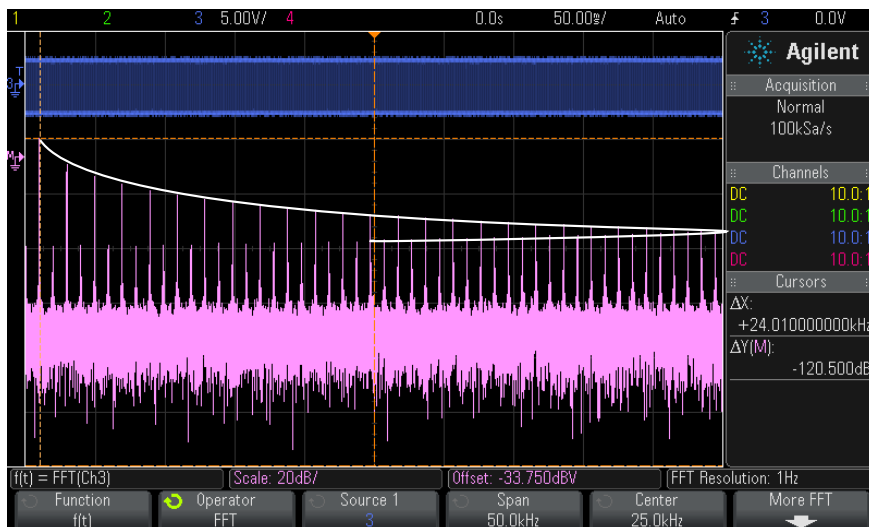 1 2 3 5.00V/ 4 0.0s 50.00ms/ Auto 3 0.0V
T
3
M
Agilent
Acquisition
Normal
100kSa/s
Channels
DC 10.0:1
DC 10.0:1
DC 10.0:1
DC 10.0:1
Cursors
ΔX:
+24.010000000kHz
ΔY(M):
-120.500dB
f(t) = FFT(Ch3) Scale: 20dB/ Offset: -33.750dBV FFT Resolution: 1Hz
Function Operator Source 1 Span Center More FFT
f(t) FFT 3 50.0kHz 25.0kHz